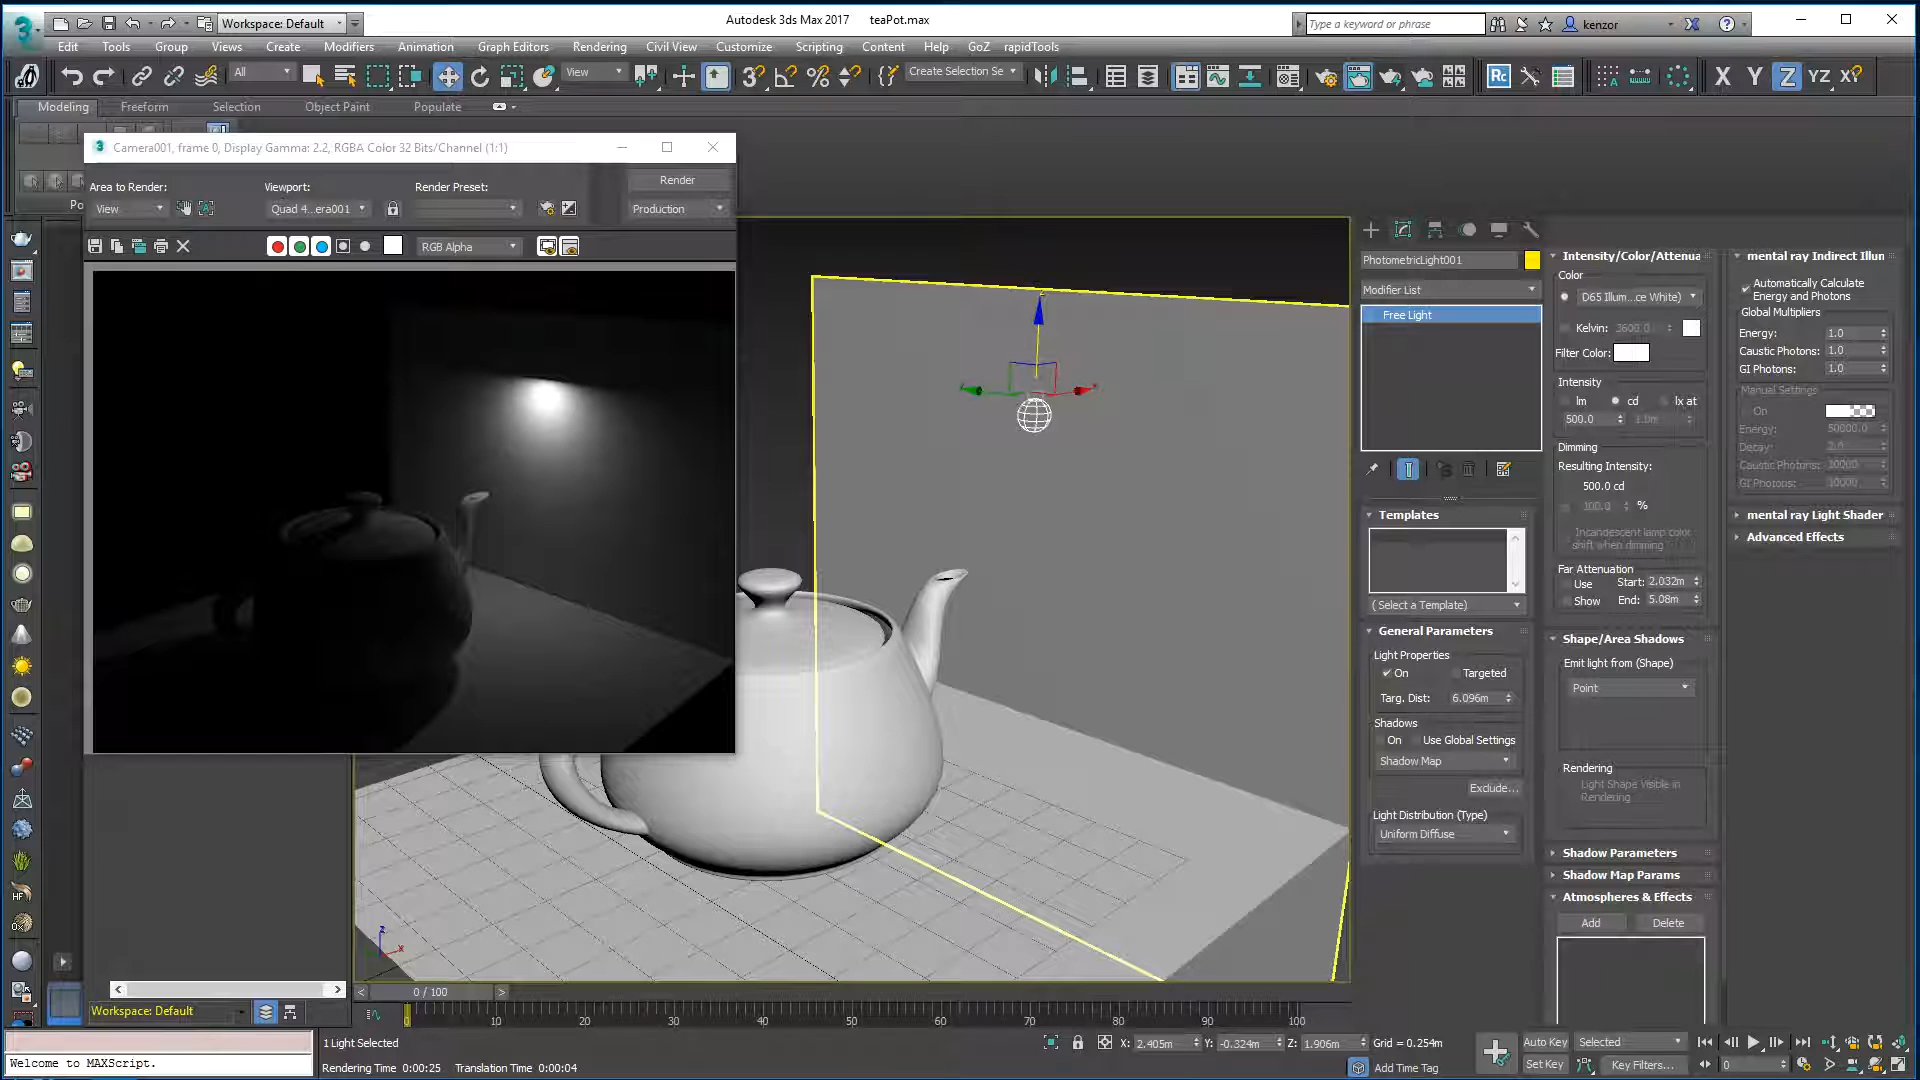 Workspace: Default
Autodesk 3ds Max 2017 teaPot.max
Type a keyword or phrase
kenzor
Edit Tools Group Views Create Modifiers Animation Graph Editors Rendering Civil View Customize Scripting Content Help GoZ rapidTools
All
View
Create Selection Se
Rc
X Y Z YZ
Modeling Freeform Selection Object Paint Populate
Camera001, frame 0, Display Gamma: 2.2, RGBA Color 32 Bits/Channel (1:1)
Area to Render: Viewport: Render Preset: Render
View Quad 4...era001 Production
Po
RGB Alpha
PhotometricLight001
Modifier List
Free Light
Templates
(Select a Template)
General Parameters
Light Properties
On Targeted
Targ. Dist: 6.096m
Shadows
On Use Global Settings
Shadow Map
Exclude...
Light Distribution (Type)
Uniform Diffuse
Intensity/Color/Attenua
Color
D65 Illum...ce White)
Kelvin: 3600.0
Filter Color:
Intensity
lm cd lx at
500.0 1.0m
Dimming
Resulting Intensity:
500.0 cd
100.0 %
Incandescent lamp color
shift when dimming
Far Attenuation
Use Start: 2.032m
Show End: 5.08m
Shape/Area Shadows
Emit light from (Shape)
Point
Rendering
Light Shape Visible in
Rendering
Shadow Parameters
Shadow Map Params
Atmospheres & Effects
Add Delete
mental ray Indirect Illun
Automatically Calculate
Energy and Photons
Global Multipliers
Energy: 1.0
Caustic Photons: 1.0
GI Photons: 1.0
Manual Settings
On
Energy: 50000.0
Decay: 2.0
Caustic Photons: 10000
GI Photons: 10000
mental ray Light Shader
Advanced Effects
z
x
HF
0 / 100
Workspace: Default
10 20 30 40 50 60 70 80 90 100
1 Light Selected
X: 2.405m Y: -0.324m Z: 1.906m Grid = 0.254m
Auto Key Selected
Welcome to MAXScript.
Rendering Time 0:00:25 Translation Time 0:00:04
Add Time Tag
Set Key Key Filters...
0